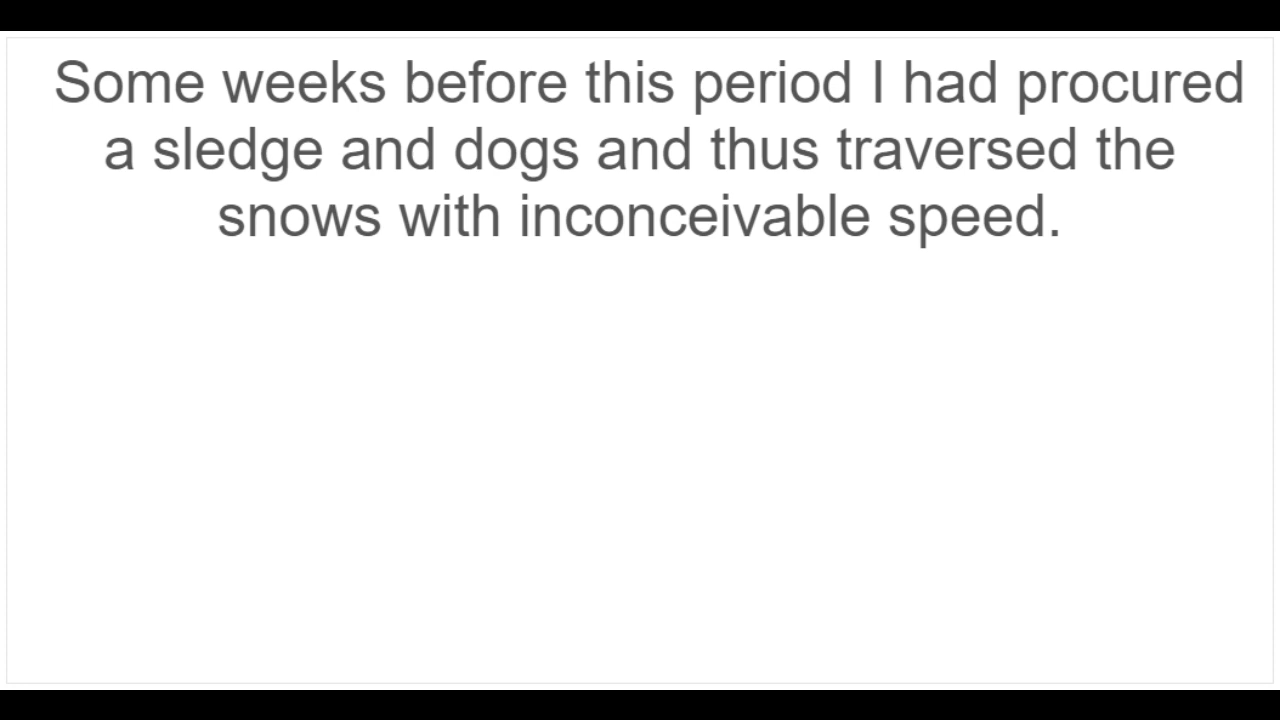 Some weeks before this period I had procured
a sledge and dogs and thus traversed the
snows with inconceivable speed.